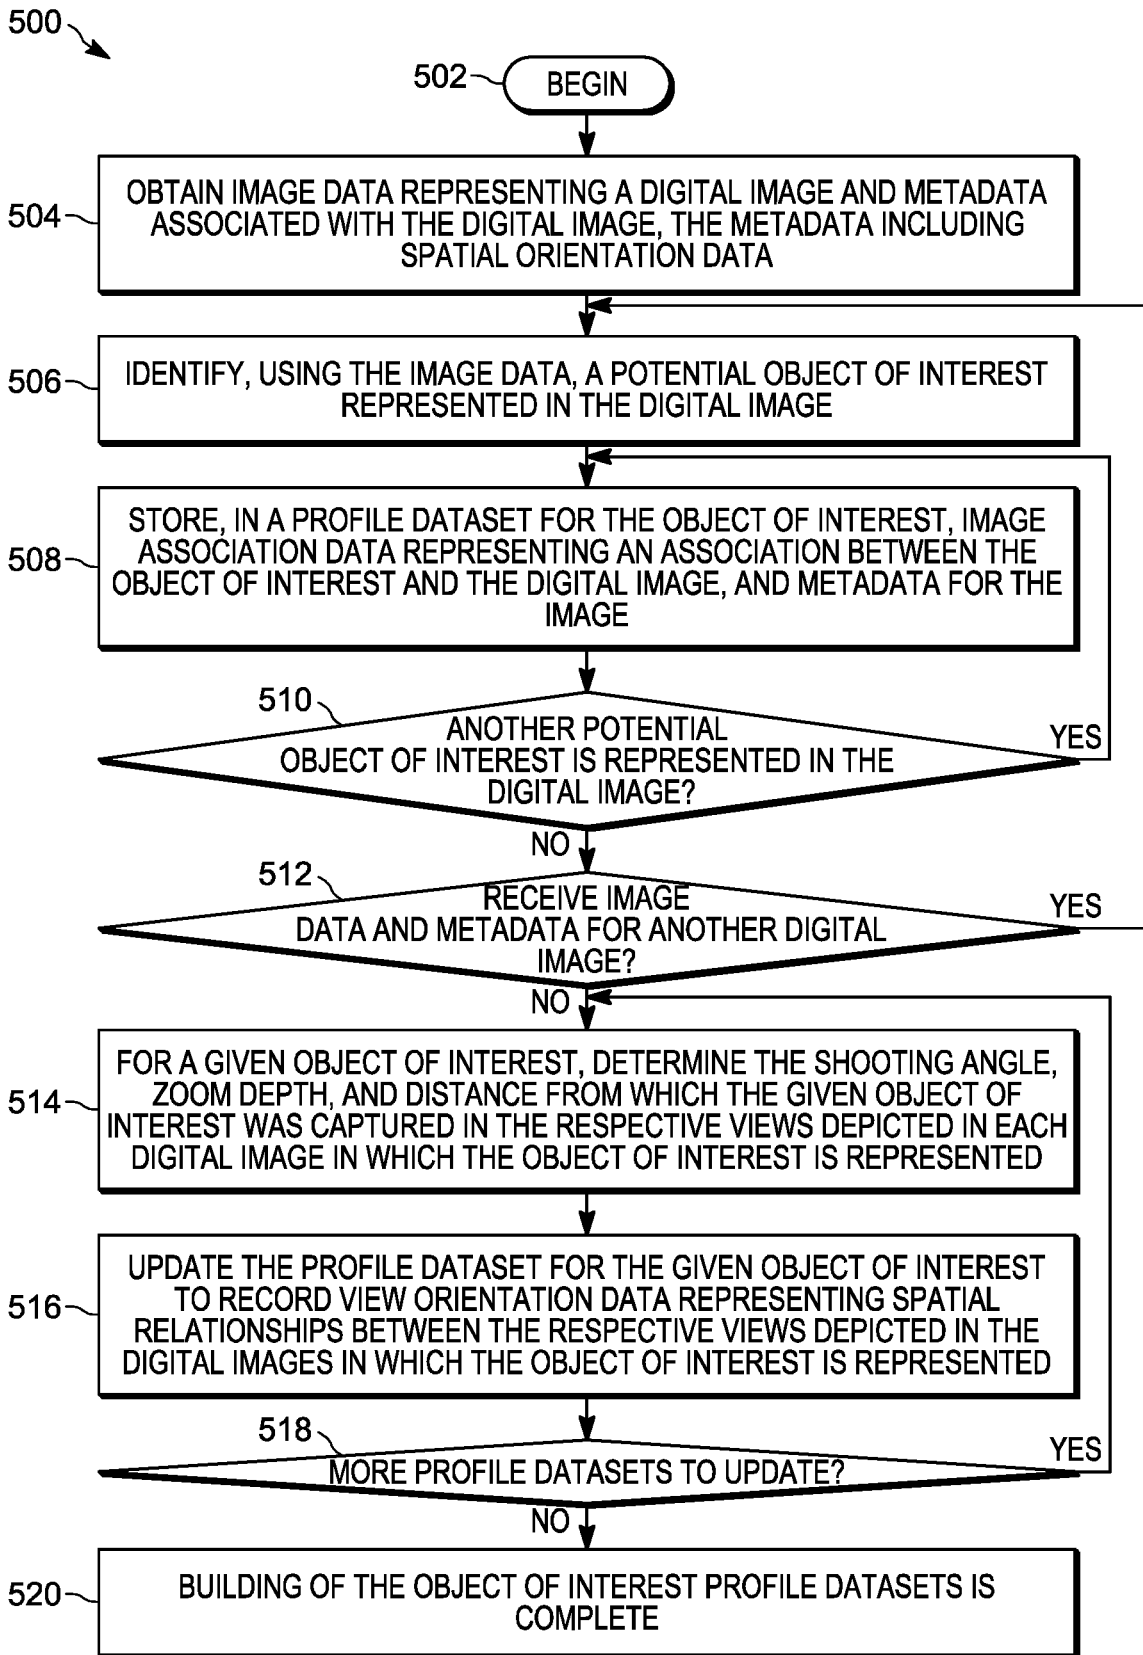 500
502
BEGIN
504
OBTAIN IMAGE DATA REPRESENTING A DIGITAL IMAGE AND METADATA
ASSOCIATED WITH THE DIGITAL IMAGE, THE METADATA INCLUDING
SPATIAL ORIENTATION DATA
506
IDENTIFY, USING THE IMAGE DATA, A POTENTIAL OBJECT OF INTEREST
REPRESENTED IN THE DIGITAL IMAGE
508
STORE, IN A PROFILE DATASET FOR THE OBJECT OF INTEREST, IMAGE
ASSOCIATION DATA REPRESENTING AN ASSOCIATION BETWEEN THE
OBJECT OF INTEREST AND THE DIGITAL IMAGE, AND METADATA FOR THE
IMAGE
510
ANOTHER POTENTIAL
OBJECT OF INTEREST IS REPRESENTED IN THE
DIGITAL IMAGE?
YES
NO
512
RECEIVE IMAGE
DATA AND METADATA FOR ANOTHER DIGITAL
IMAGE?
YES
NO
514
FOR A GIVEN OBJECT OF INTEREST, DETERMINE THE SHOOTING ANGLE,
ZOOM DEPTH, AND DISTANCE FROM WHICH THE GIVEN OBJECT OF
INTEREST WAS CAPTURED IN THE RESPECTIVE VIEWS DEPICTED IN EACH
DIGITAL IMAGE IN WHICH THE OBJECT OF INTEREST IS REPRESENTED
516
UPDATE THE PROFILE DATASET FOR THE GIVEN OBJECT OF INTEREST
TO RECORD VIEW ORIENTATION DATA REPRESENTING SPATIAL
RELATIONSHIPS BETWEEN THE RESPECTIVE VIEWS DEPICTED IN THE
DIGITAL IMAGES IN WHICH THE OBJECT OF INTEREST IS REPRESENTED
518
MORE PROFILE DATASETS TO UPDATE?
YES
NO
520
BUILDING OF THE OBJECT OF INTEREST PROFILE DATASETS IS
COMPLETE